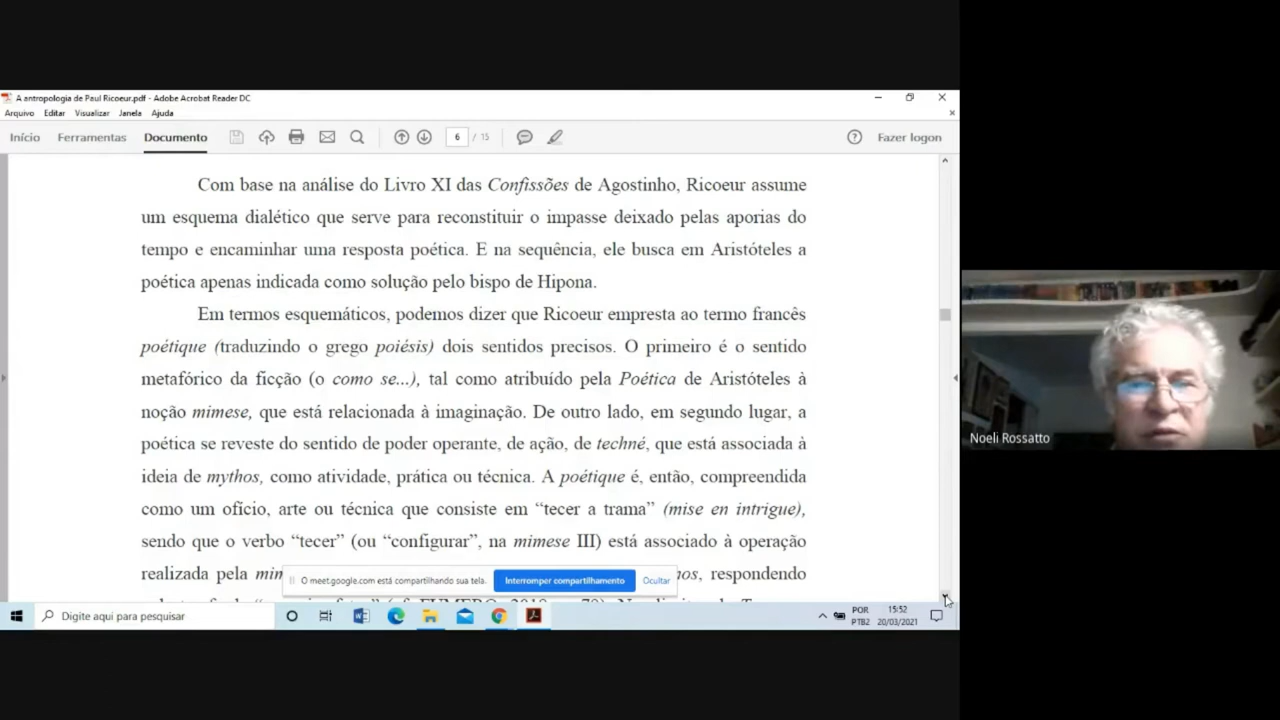 A antropologia de Paul Ricoeur.pdf - Adobe Acrobat Reader DC
Arquivo Editar Visualizar Janela Ajuda
Início Ferramentas Documento 6 / 15 Fazer logon
Com base na análise do Livro XI das Confissões de Agostinho, Ricoeur assume
um esquema dialético que serve para reconstituir o impasse deixado pelas aporias do
tempo e encaminhar uma resposta poética. E na sequência, ele busca em Aristóteles a
poética apenas indicada como solução pelo bispo de Hipona.
Em termos esquemáticos, podemos dizer que Ricoeur empresta ao termo francês
poétique (traduzindo o grego poiésis) dois sentidos precisos. O primeiro é o sentido
metafórico da ficção (o como se...), tal como atribuído pela Poética de Aristóteles à
noção mimese, que está relacionada à imaginação. De outro lado, em segundo lugar, a
poética se reveste do sentido de poder operante, de ação, de techné, que está associada à
ideia de mythos, como atividade, prática ou técnica. A poétique é, então, compreendida
como um ofício, arte ou técnica que consiste em “tecer a trama” (mise en intrigue),
sendo que o verbo “tecer” (ou “configurar”, na mimese III) está associado à operação
realizada pela respondendo
O meet.google.com está compartilhando sua tela. Interromper compartilhamento Ocultar
Noeli Rossatto
Digite aqui para pesquisar
POR 15:52
PTB2 20/03/2021